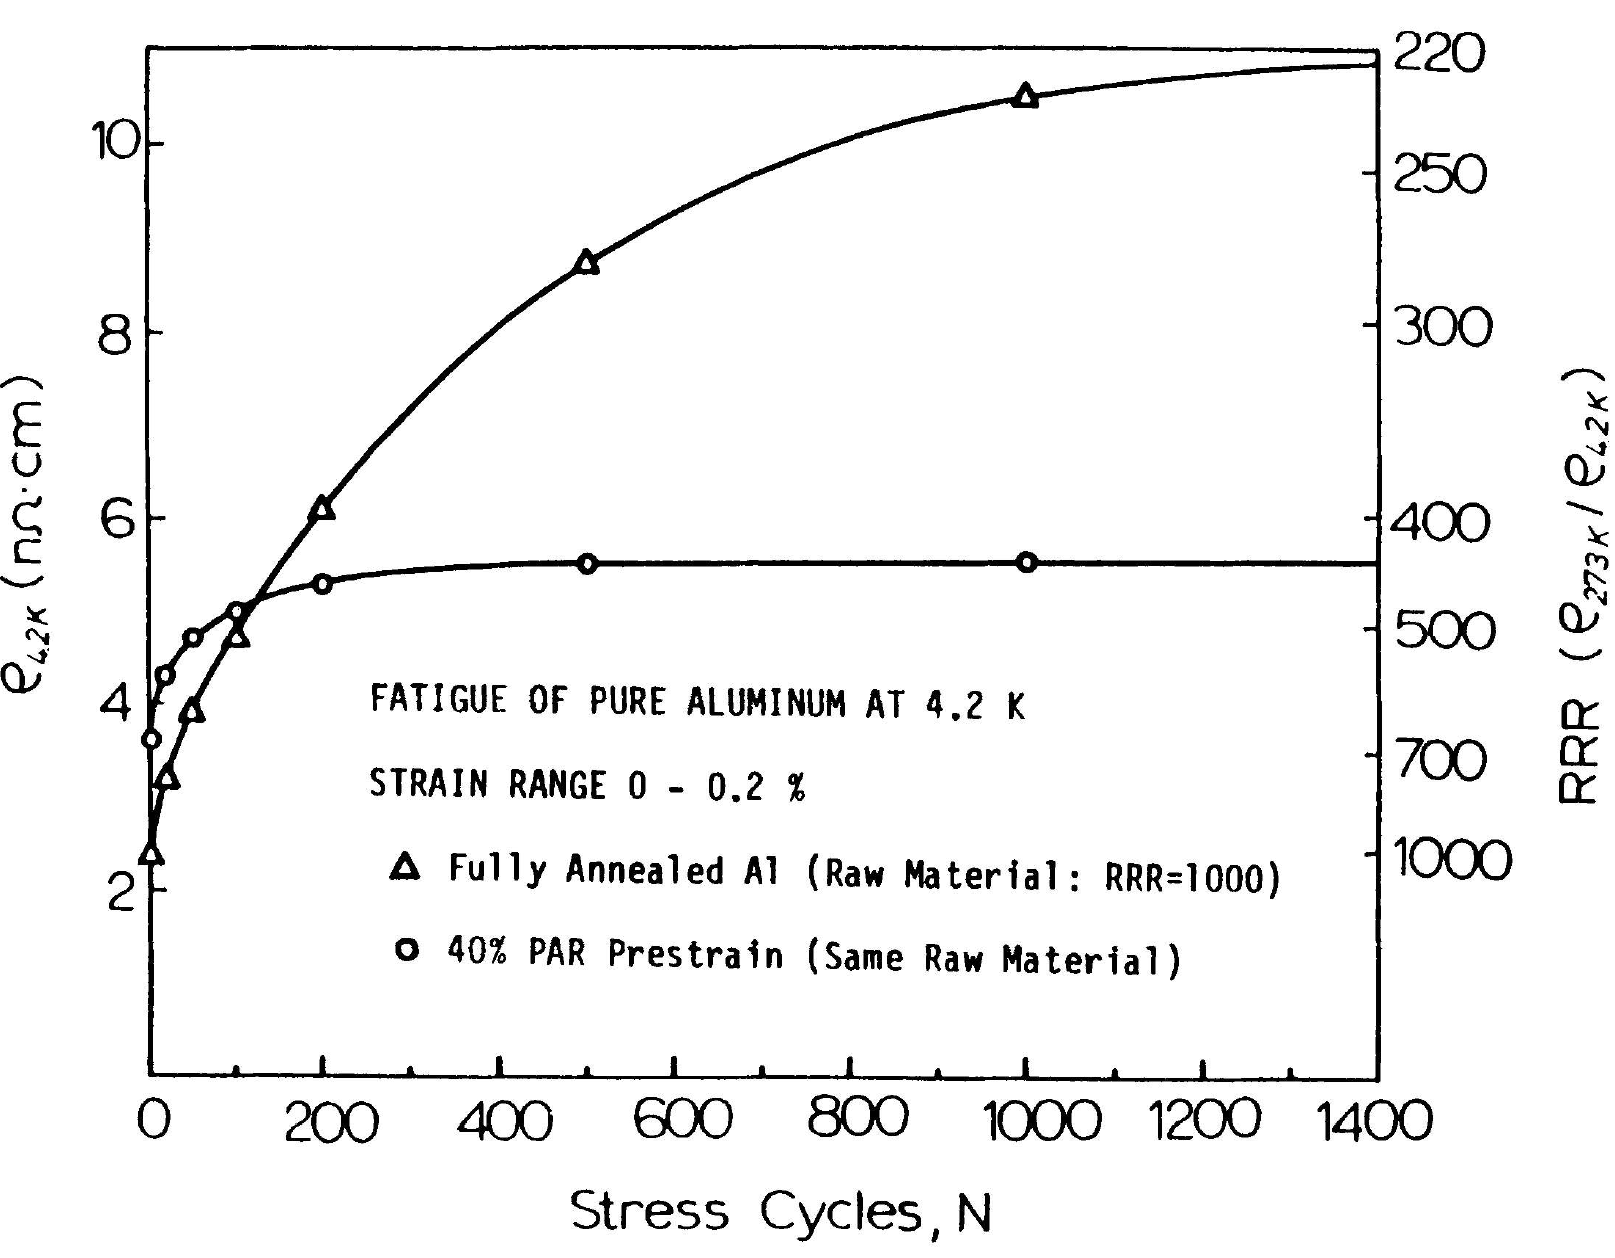 ρ4.2K (nΩ·cm)
10
8
6
4
2
220
250
300
400
500
700
1000
RRR (ρ273K / ρ4.2K)
FATIGUE OF PURE ALUMINUM AT 4.2 K
STRAIN RANGE 0 - 0.2 %
△ Fully Annealed Al (Raw Material: RRR=1000)
○ 40% PAR Prestrain (Same Raw Material)
0 200 400 600 800 1000 1200 1400
Stress Cycles, N